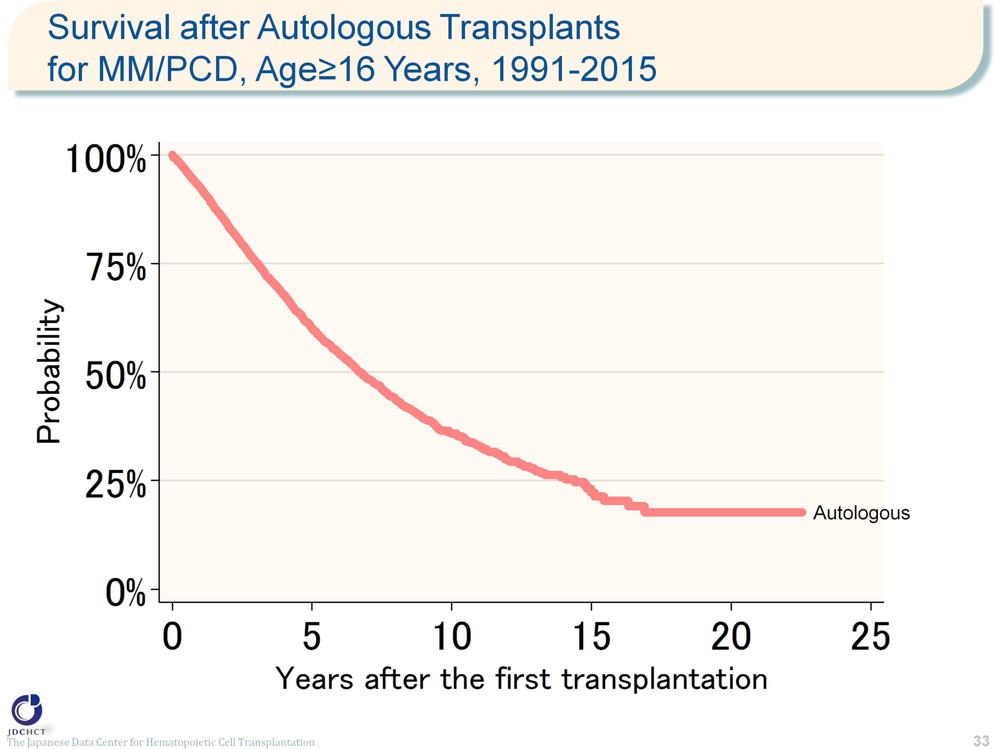 Survival after Autologous Transplants
for MM/PCD, Age≥16 Years, 1991-2015
100%
75%
50%
25%
0%
Probability
Autologous
0 5 10 15 20 25
Years after the first transplantation
JDCHCT
The Japanese Data Center for Hematopoietic Cell Transplantation
33